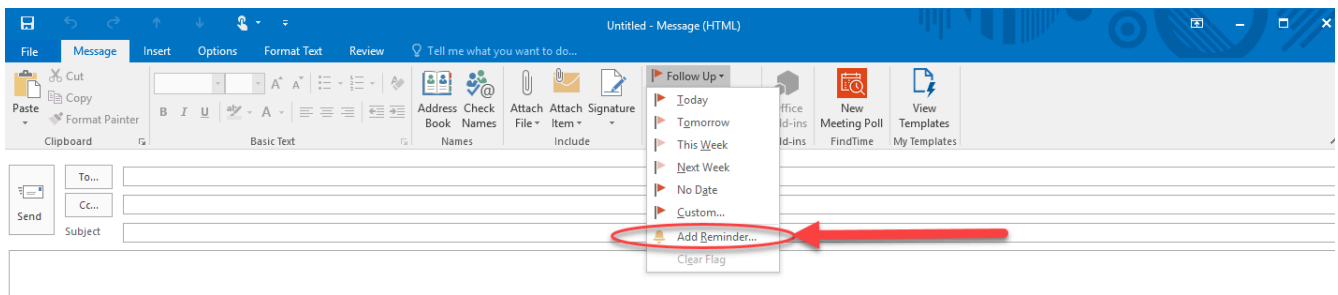 Untitled - Message (HTML)
File Message Insert Options Format Text Review Tell me what you want to do...
Cut
Copy
Format Painter
Paste
Clipboard
B I U A
Basic Text
Address Book
Check Names
Names
Attach File
Attach Item
Signature
Include
Follow Up
Today
Tomorrow
This Week
Next Week
No Date
Custom...
Add Reminder...
Clear Flag
New Meeting Poll
FindTime
View Templates
My Templates
Send
To...
Cc...
Subject